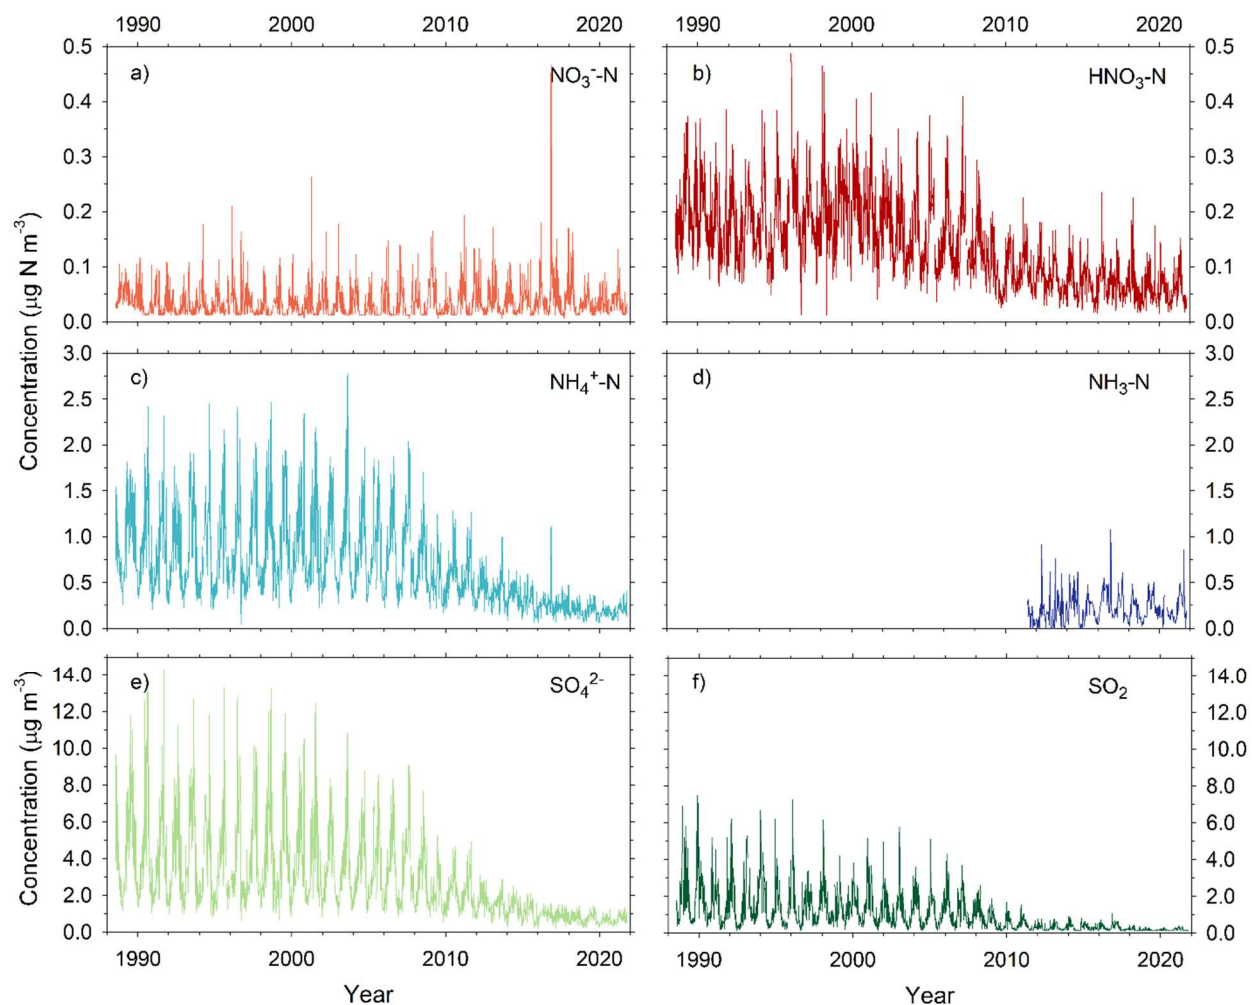 1990 2000 2010 2020 1990 2000 2010 2020
0.5 a) NO₃⁻-N b) HNO₃-N 0.5
0.4 0.4
0.3 0.3
0.2 0.2
0.1 0.1
0.0 0.0
Concentration (µg N m⁻³)
3.0 c) NH₄⁺-N d) NH₃-N 3.0
2.5 2.5
2.0 2.0
1.5 1.5
1.0 1.0
0.5 0.5
0.0 0.0
Concentration (µg m⁻³)
14.0 e) SO₄²⁻ f) SO₂ 14.0
12.0 12.0
10.0 10.0
8.0 8.0
6.0 6.0
4.0 4.0
2.0 2.0
0.0 0.0
1990 2000 2010 2020 1990 2000 2010 2020
Year Year